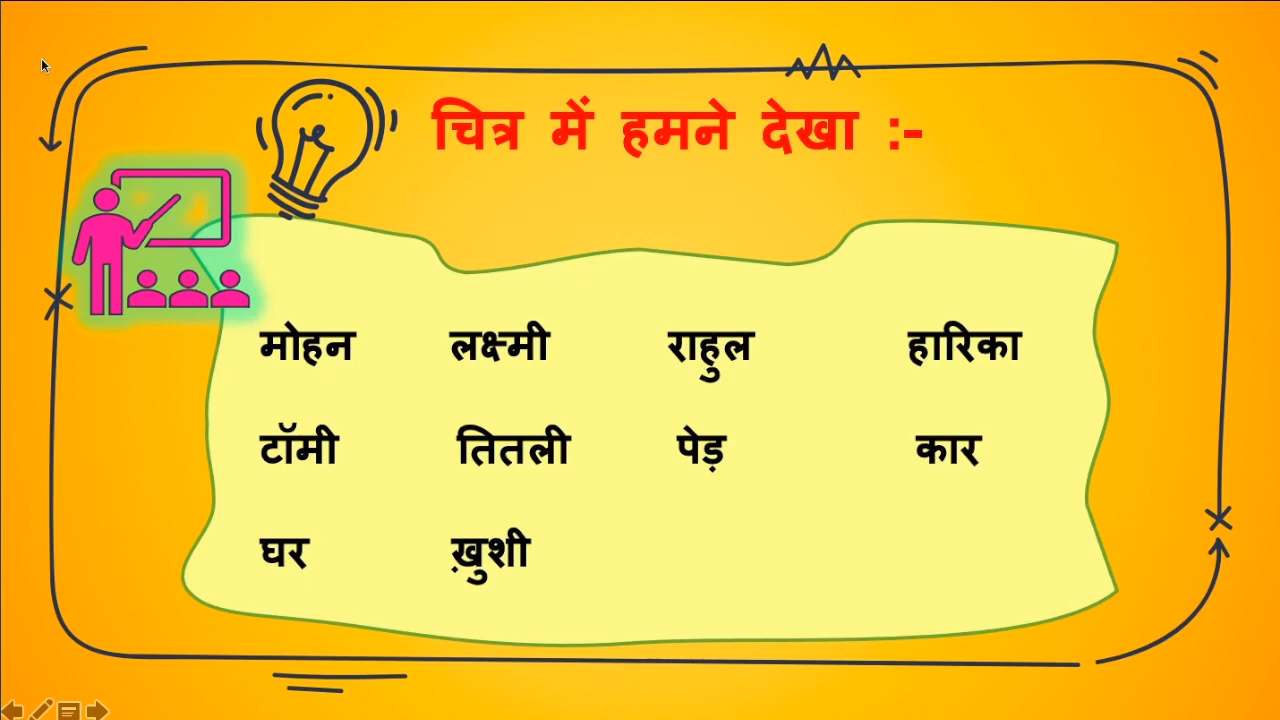 चित्र में हमने देखा :-
मोहन लक्ष्मी राहुल हारिका
टॉमी तितली पेड़ कार
घर ख़ुशी